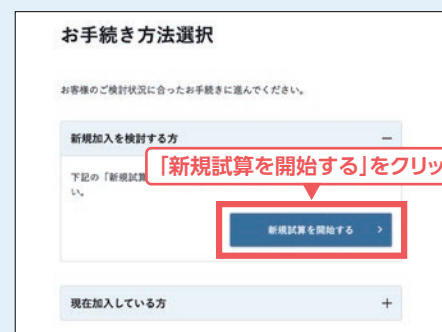 お手続き方法選択
お客様のご検討状況に合ったお手続きに進んでください。
新規加入を検討する方
下記の「新規試算
い。
「新規試算を開始する」をクリッ
新規試算を開始する
現在加入している方